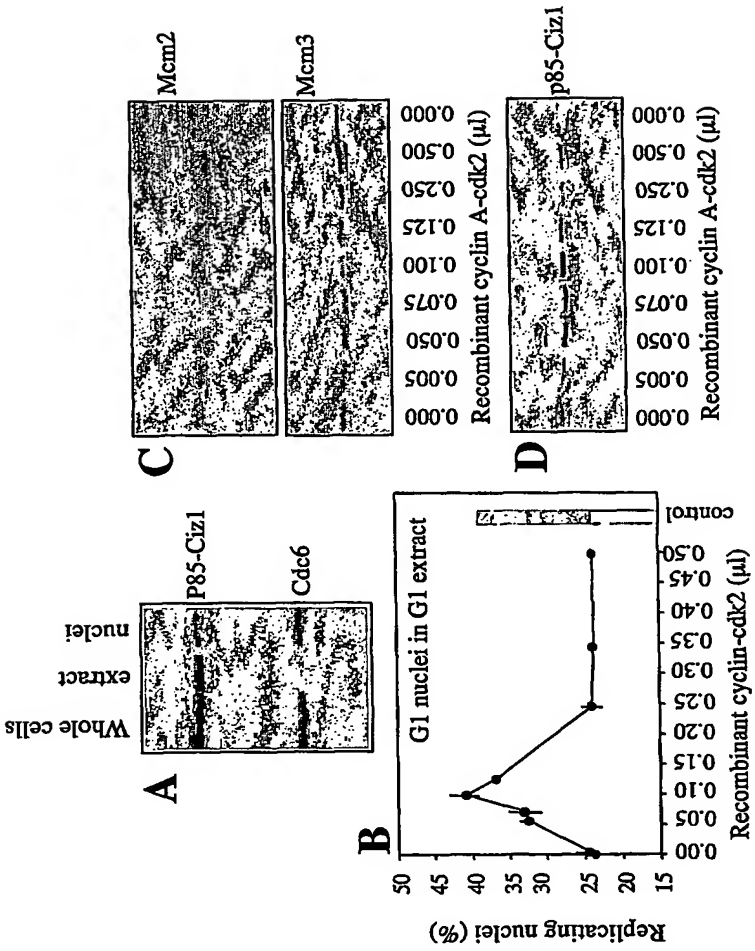 A
Whole cells
extract
nuclei
P85-Ciz1
Cdc6
B
G1 nuclei in G1 extract
Replicating nuclei (%)
50
45
40
35
30
25
15
0.00 0.05 0.10 0.15 0.20 0.25 0.30 0.35 0.40 0.45 0.50
control
Recombinant cyclin-cdk2 (µl)
C
Mcm2
Mcm3
0.000 0.005 0.050 0.075 0.100 0.125 0.250 0.500 0.000
Recombinant cyclin A-cdk2 (µl)
D
p85-Ciz1
0.000 0.005 0.050 0.075 0.100 0.125 0.250 0.500 0.000
Recombinant cyclin A-cdk2 (µl)